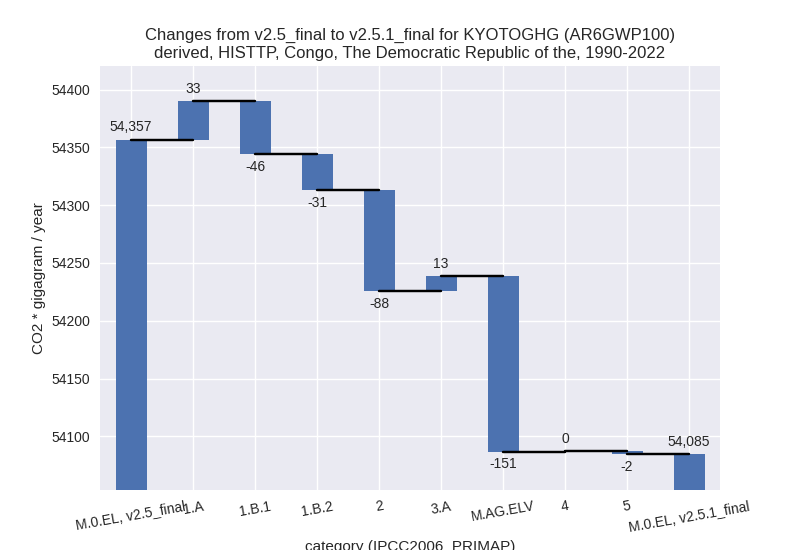 Changes from v2.5_final to v2.5.1_final for KYOTOGHG (AR6GWP100)
derived, HISTTP, Congo, The Democratic Republic of the, 1990-2022
CO2 * gigagram / year
54400
54350
54300
54250
54200
54150
54100
54,357
33
-46
-31
-88
13
-151
0
-2
54,085
M.0.EL, v2.5_final
1.A
1.B.1
1.B.2
2
3.A
M.AG.ELV
4
5
M.0.EL, v2.5.1_final
category (IPCC2006_PRIMAP)